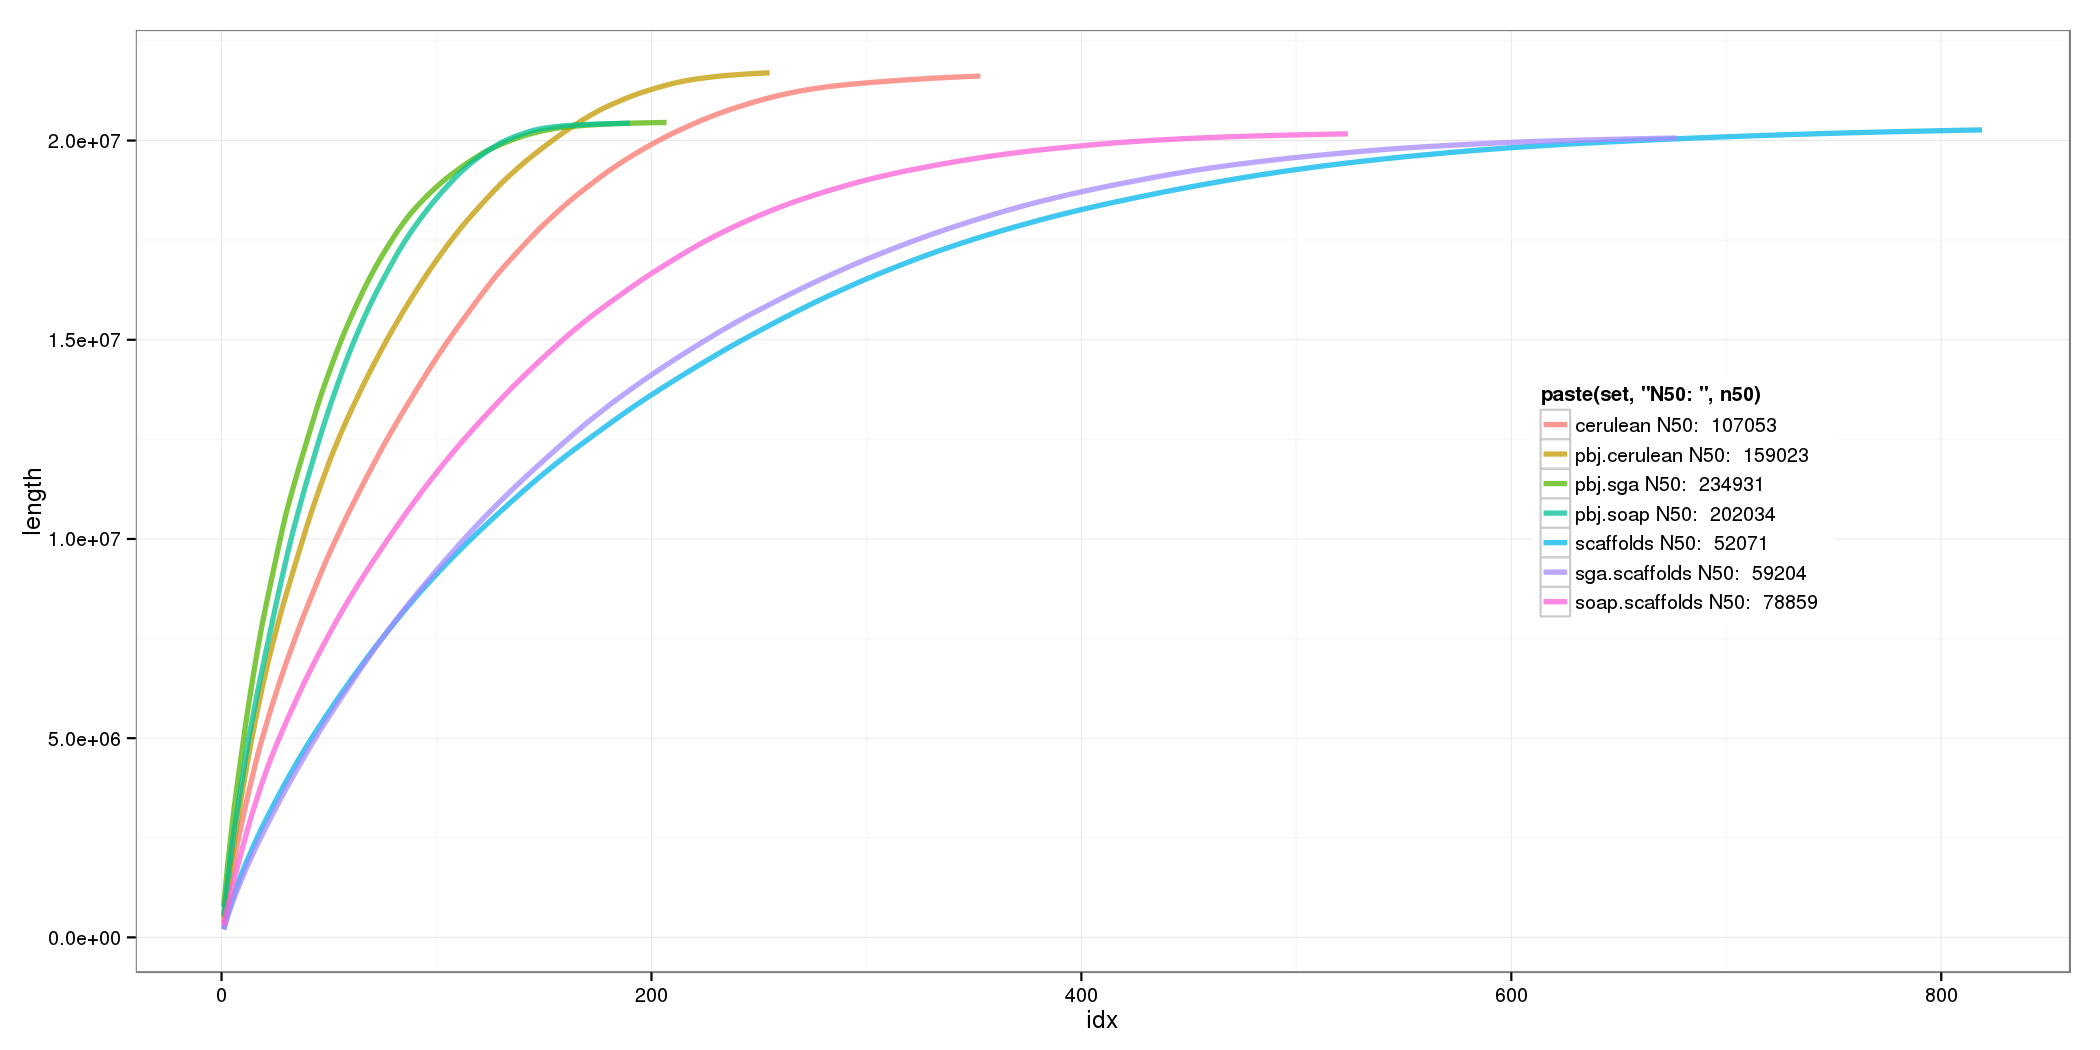 2.0e+07
1.5e+07
1.0e+07
5.0e+06
0.0e+00
length
0 200 400 600 800
idx
paste(set, "N50: ", n50)
cerulean N50:  107053
pbj.cerulean N50:  159023
pbj.sga N50:  234931
pbj.soap N50:  202034
scaffolds N50:  52071
sga.scaffolds N50:  59204
soap.scaffolds N50:  78859